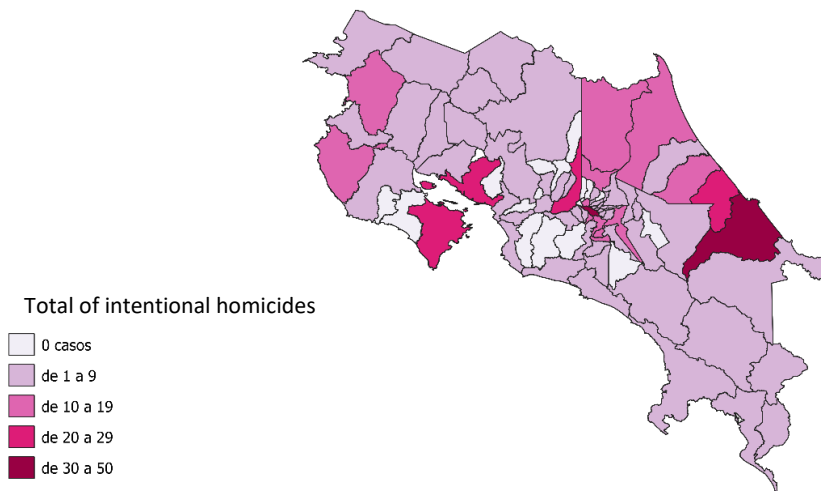 Total of intentional homicides
0 casos
de 1 a 9
de 10 a 19
de 20 a 29
de 30 a 50